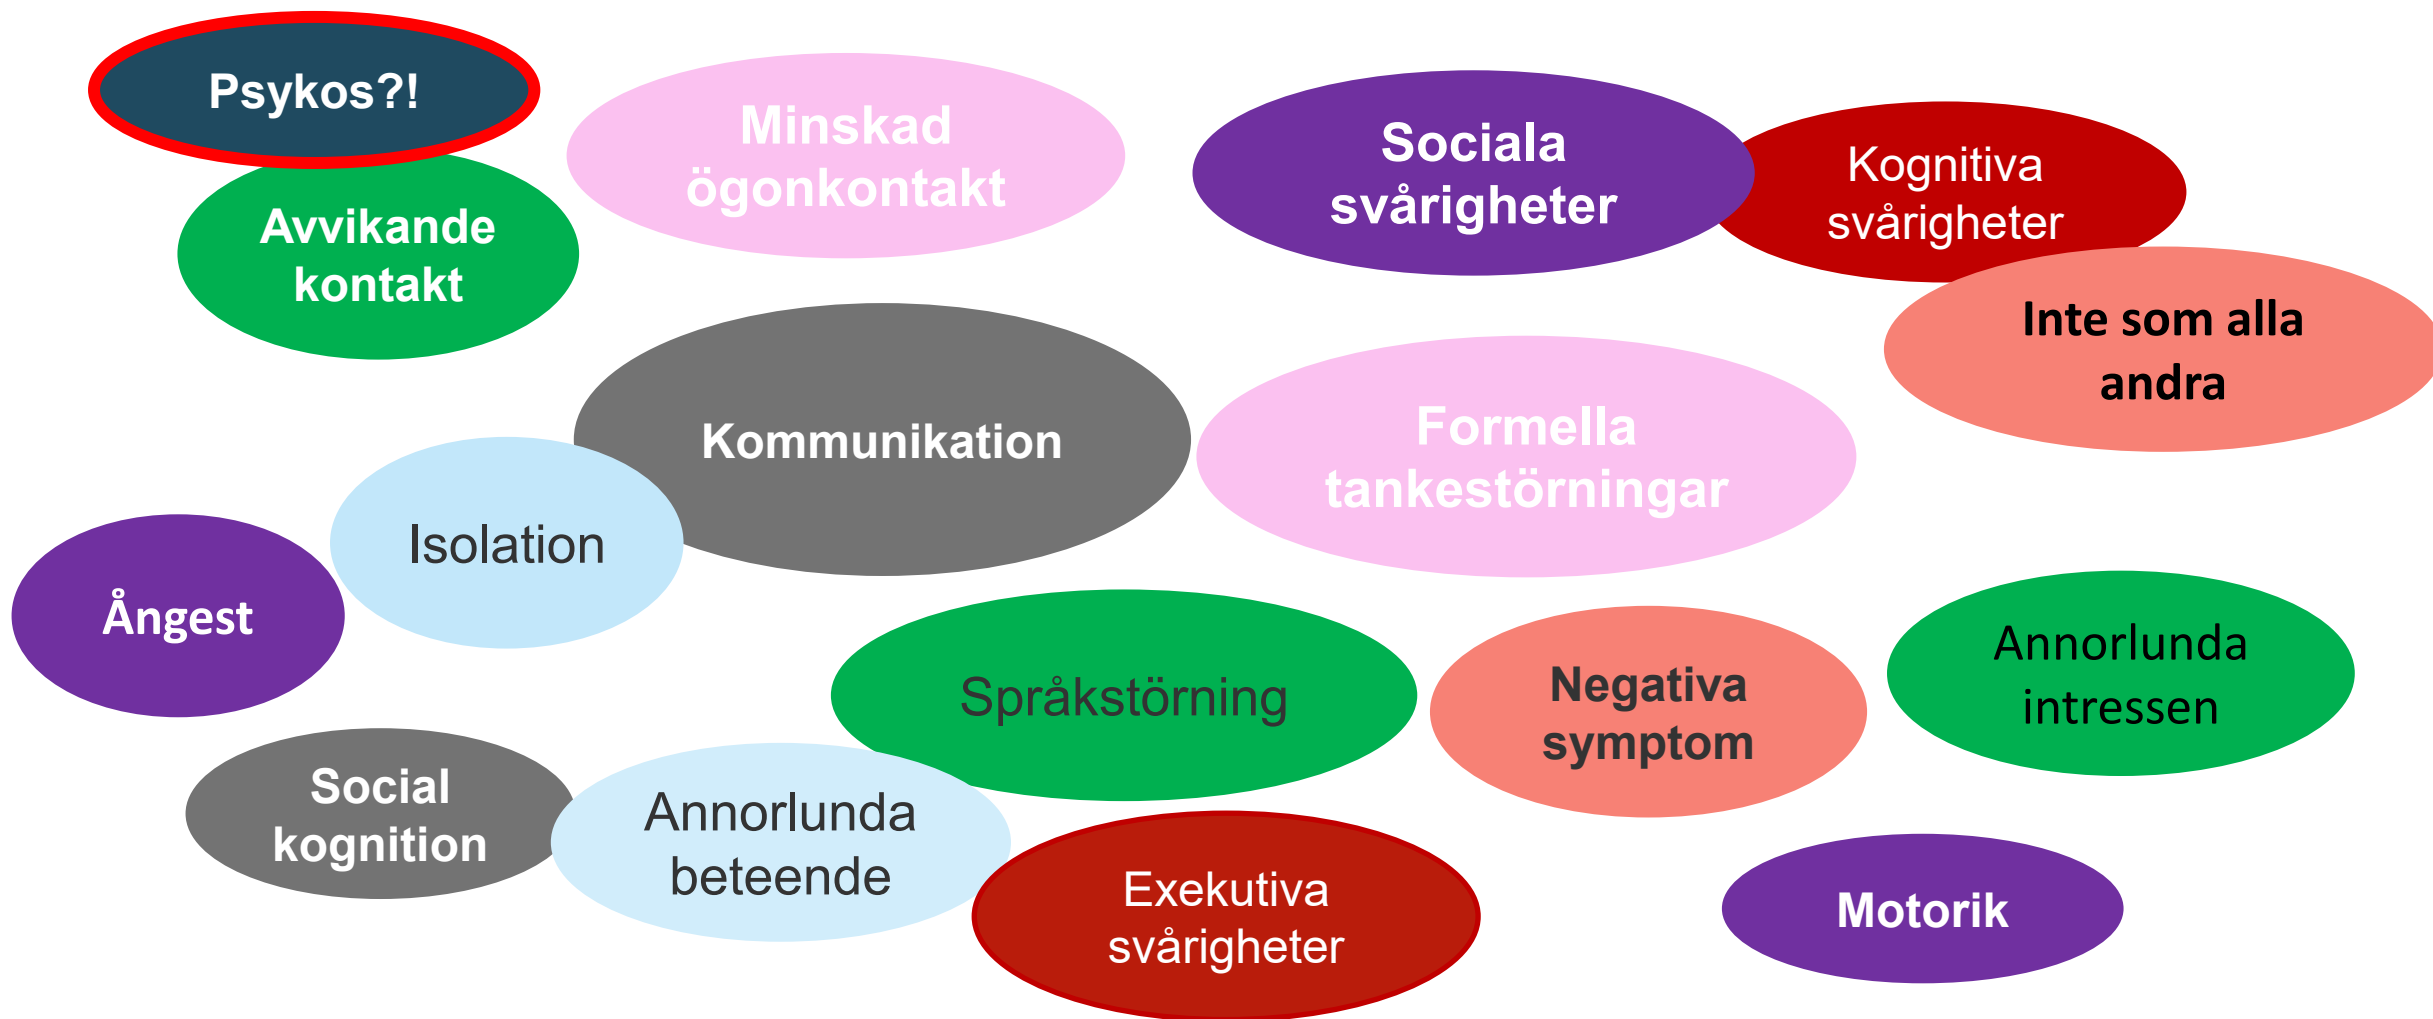 Psykos?!
Minskad
ögonkontakt
Sociala
svårigheter
Kognitiva
svårigheter
Avvikande
kontakt
Inte som alla
andra
Kommunikation
Formella
tankestörningar
Isolation
Ångest
Språkstörning
Negativa
symptom
Annorlunda
intressen
Social
kognition
Annorlunda
beteende
Exekutiva
svårigheter
Motorik